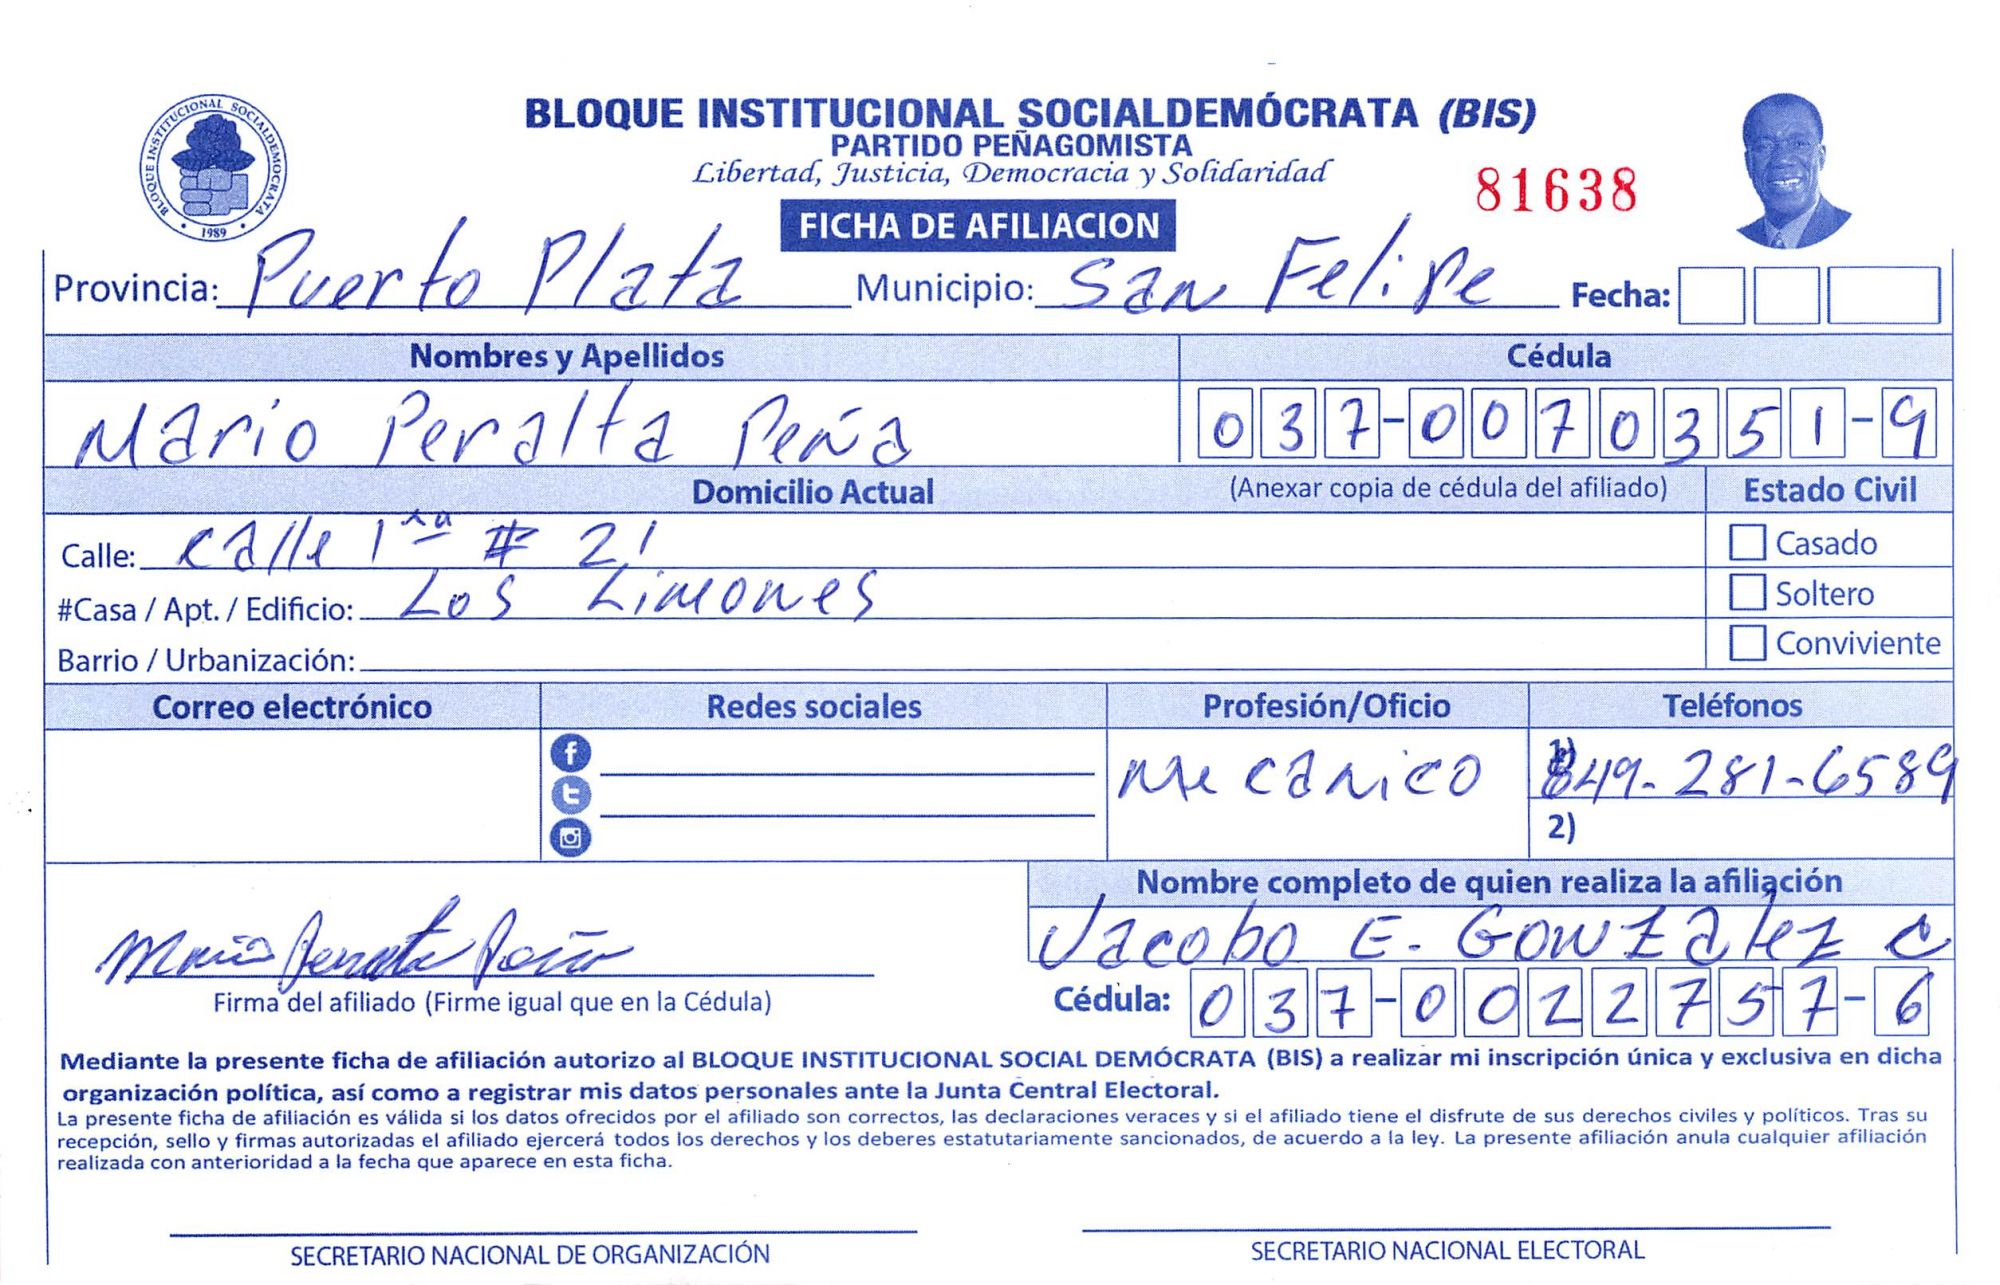 BLOQUE INSTITUCIONAL SOCIALDEMOCRATA
1989
BLOQUE INSTITUCIONAL SOCIALDEMÓCRATA (BIS)
PARTIDO PEÑAGOMISTA
Libertad, Justicia, Democracia y Solidaridad
81638
FICHA DE AFILIACION
Provincia: Puerto Plata Municipio: San Felipe Fecha:
Nombres y Apellidos Cédula
Mario Peralta Peña 037-0070351-9
Domicilio Actual (Anexar copia de cédula del afiliado) Estado Civil
Calle: Calle 1ra # 21 Casado
#Casa / Apt. / Edificio: Los Limones Soltero
Barrio / Urbanización: Conviviente
Correo electrónico Redes sociales Profesión/Oficio Teléfonos
Mecanico 1) 849-281-6589
2)
Nombre completo de quien realiza la afiliación
Jacobo E. Gonzalez C
Mario Peralta Peña
Firma del afiliado (Firme igual que en la Cédula) Cédula: 037-0022757-6
Mediante la presente ficha de afiliación autorizo al BLOQUE INSTITUCIONAL SOCIAL DEMÓCRATA (BIS) a realizar mi inscripción única y exclusiva en dicha
organización política, así como a registrar mis datos personales ante la Junta Central Electoral.
La presente ficha de afiliación es válida si los datos ofrecidos por el afiliado son correctos, las declaraciones veraces y si el afiliado tiene el disfrute de sus derechos civiles y políticos. Tras su
recepción, sello y firmas autorizadas el afiliado ejercerá todos los derechos y los deberes estatutariamente sancionados, de acuerdo a la ley. La presente afiliación anula cualquier afiliación
realizada con anterioridad a la fecha que aparece en esta ficha.
SECRETARIO NACIONAL DE ORGANIZACIÓN SECRETARIO NACIONAL ELECTORAL